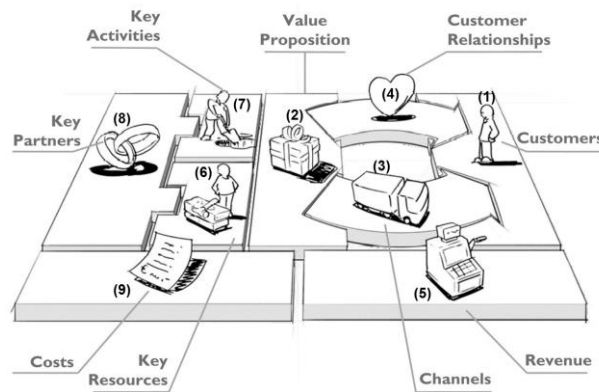 Key
Activities
Value
Proposition
Customer
Relationships
(7)
(4)
(1)
(8)
(2)
Key
Partners
Customers
(6)
(3)
(9)
(5)
Costs
Key
Resources
Channels
Revenue